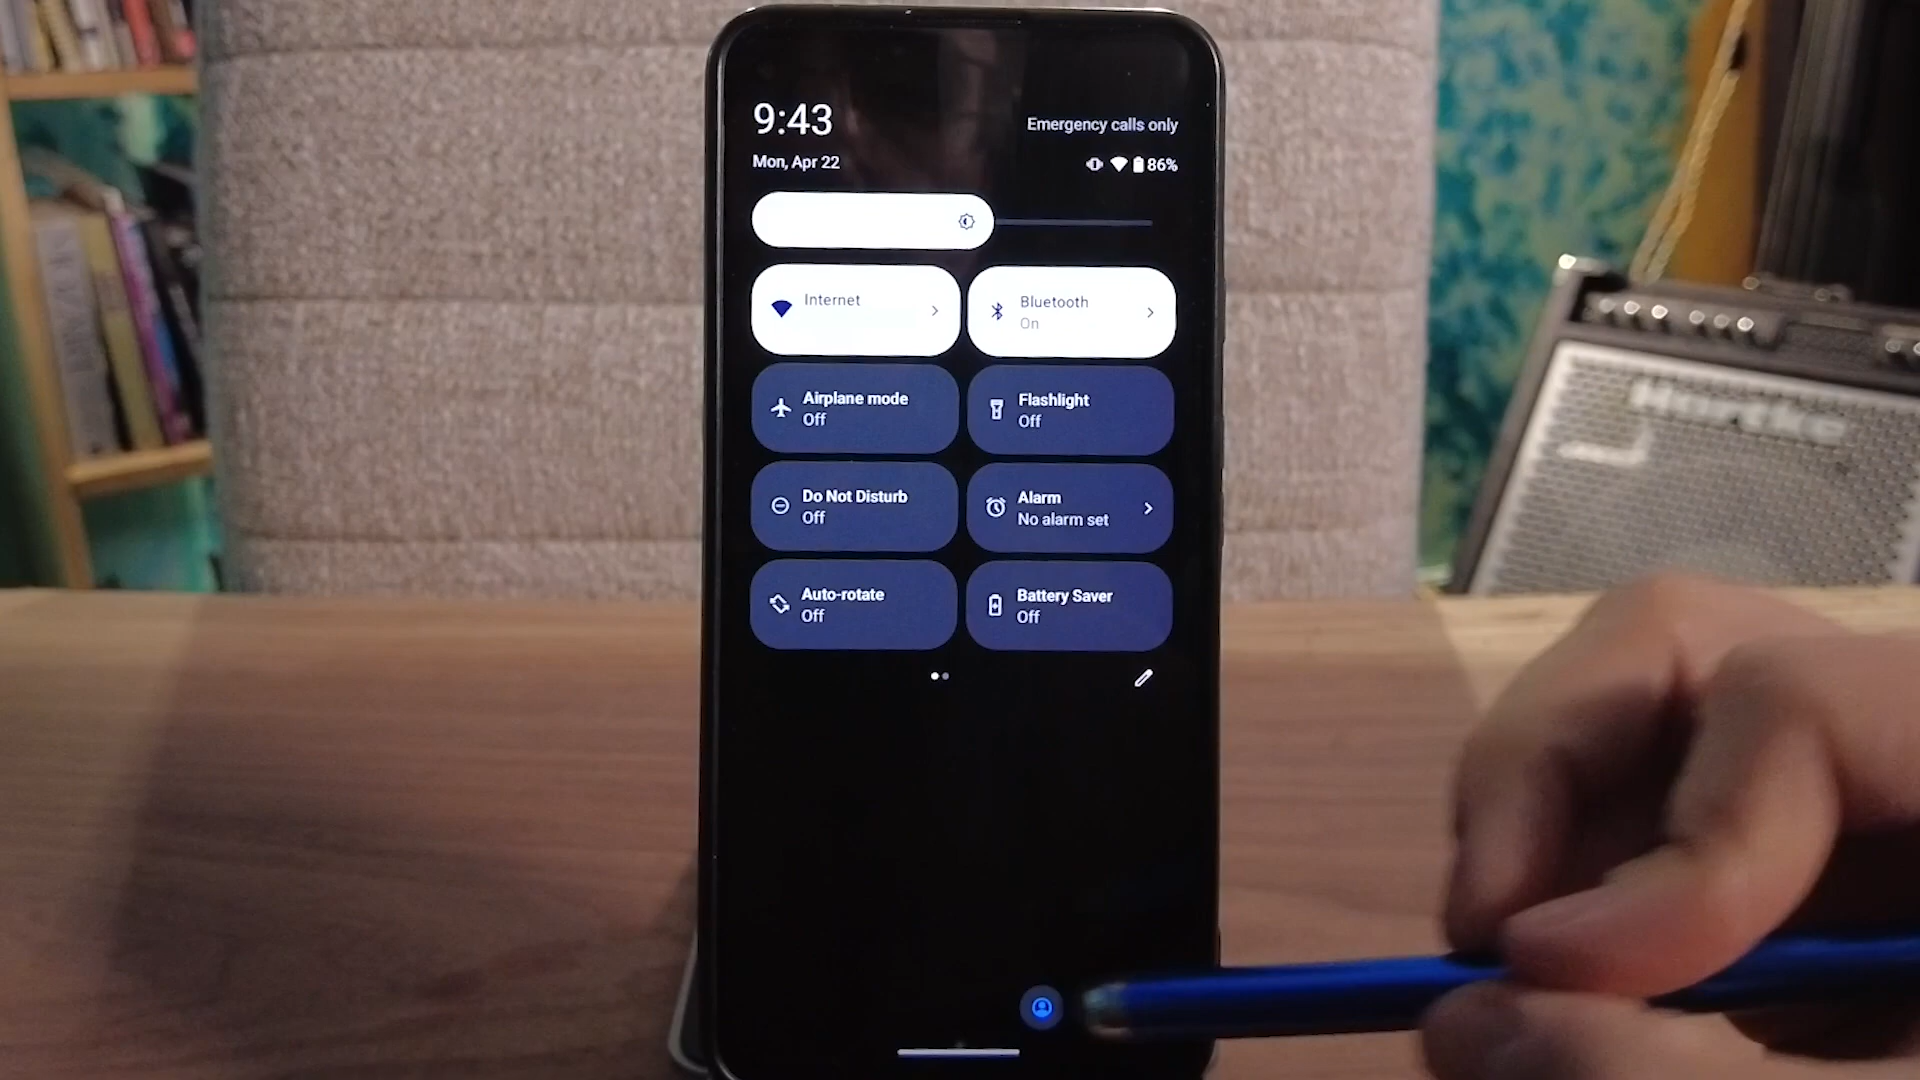 9:43
Emergency calls only
Mon, Apr 22
86%
Internet
Bluetooth
On
Airplane mode
Off
Flashlight
Off
Do Not Disturb
Off
Alarm
No alarm set
Auto-rotate
Off
Battery Saver
Off
Hartke